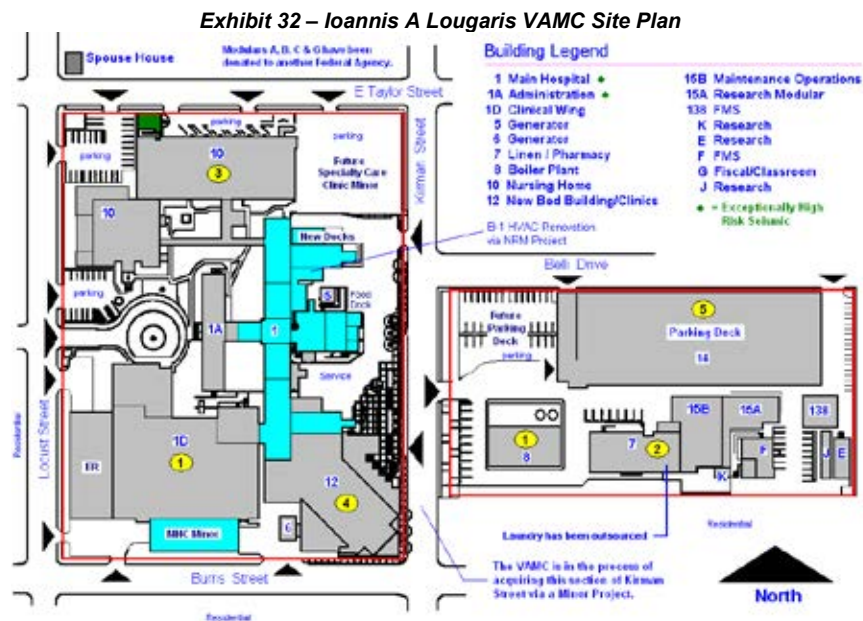 Exhibit 32 – Ioannis A Lougaris VAMC Site Plan
Spouse House
Modulars A, B, C & G have been
donated to another Federal Agency.
Building Legend
1 Main Hospital ♦
1A Administration ♦
1D Clinical Wing
5 Generator
6 Generator
7 Linen / Pharmacy
8 Boiler Plant
10 Nursing Home
12 New Bed Building/Clinics
15B Maintenance Operations
15A Research Modular
138 FMS
K Research
E Research
F FMS
G Fiscal/Classroom
J Research
♦ = Exceptionally High
Risk Seismic
E Taylor Street
parking
parking
parking
10
3
Future
Specialty Care
Clinic Minor
Kirman Street
10
New Docks
B-1 HVAC Renovation
via NRM Project
Belli Drive
parking
5
Food
Dock
1A
1
Service
Future
Parking
Deck
parking
5
Parking Deck
14
Locust Street
Residential
1D
ER
1
12
4
6
MHC Minor
1
8
7
2
15B
15A
138
F
J
E
K
Laundry has been outsourced
Residential
The VAMC is in the process of
acquiring this section of Kirman
Street via a Minor Project.
North
Burns Street
Residential